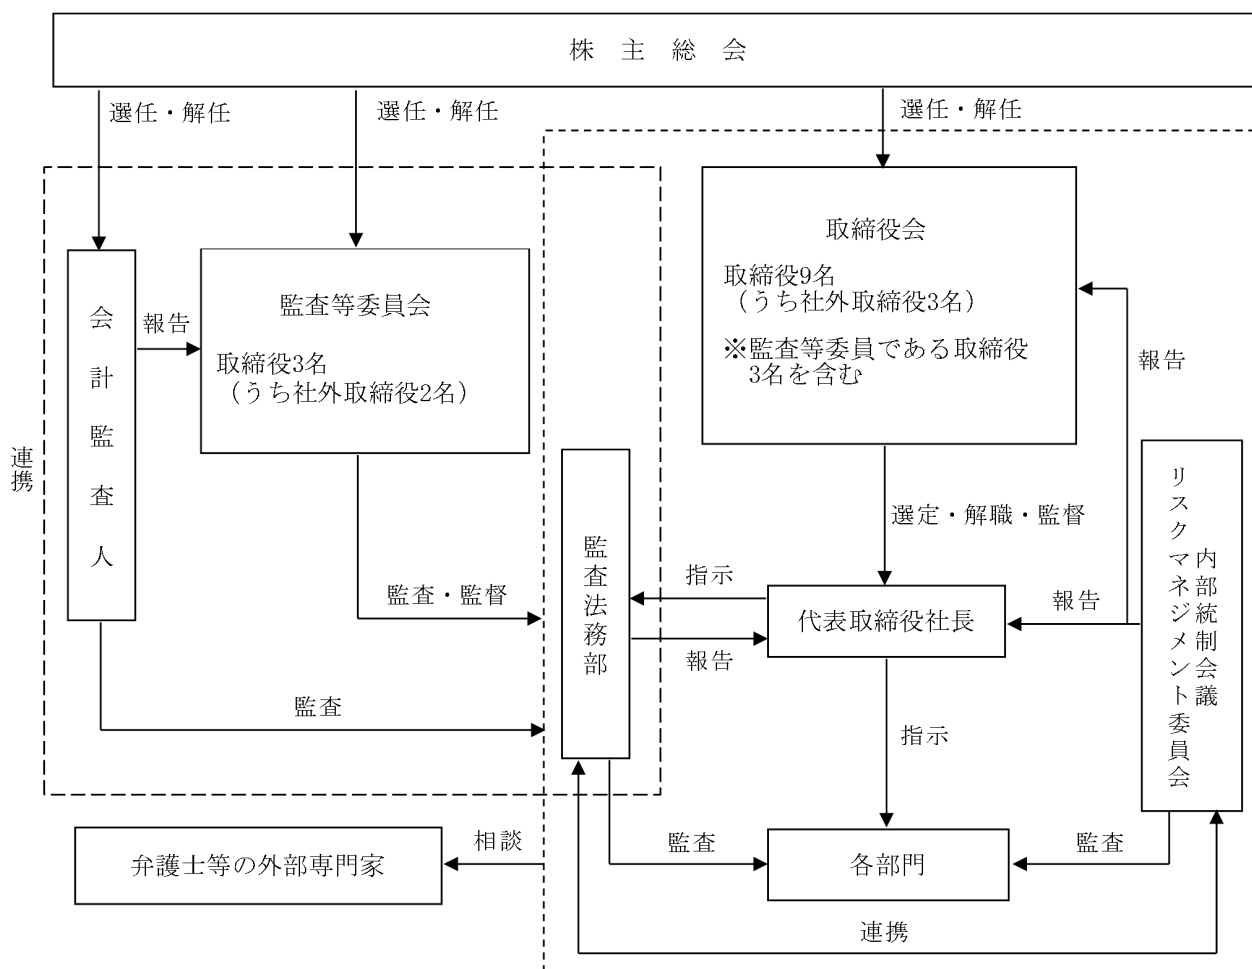 株主総会
選任・解任
選任・解任
選任・解任
取締役会
取締役9名
（うち社外取締役3名）
※監査等委員である取締役
3名を含む
監査等委員会
取締役3名
（うち社外取締役2名）
会計監査人
報告
連携
報告
選定・解職・監督
監査法務部
監査・監督
指示
報告
代表取締役社長
報告
内部統制会議
リスクマネジメント委員会
監査
指示
弁護士等の外部専門家
相談
監査
各部門
監査
連携